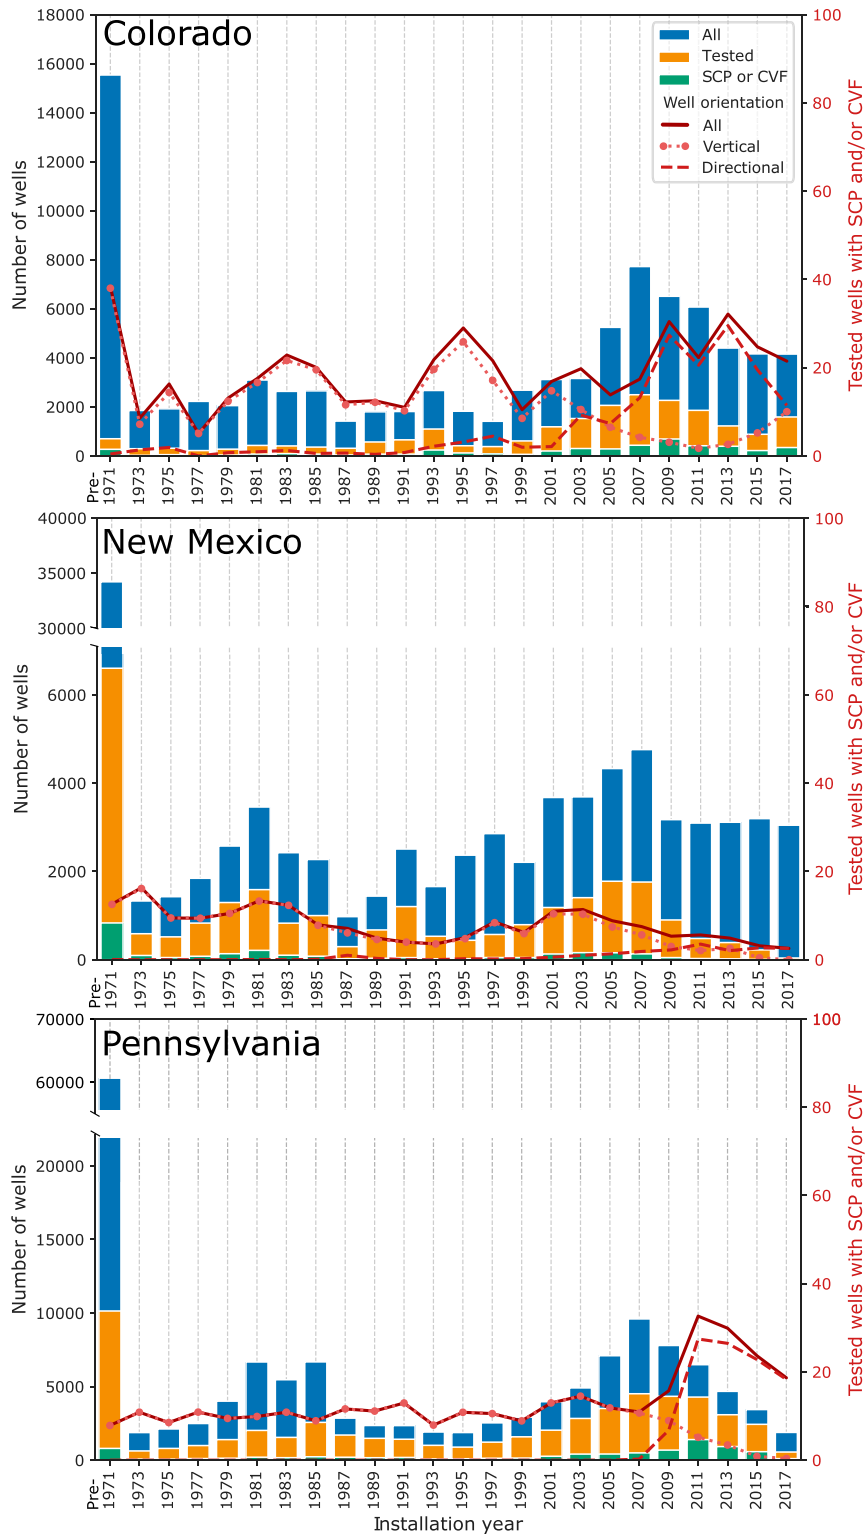 Colorado
All
Tested
SCP or CVF
Well orientation
All
Vertical
Directional
18000
16000
14000
12000
10000
8000
6000
4000
2000
0
Number of wells
100
80
60
40
20
0
Tested wells with SCP and/or CVF
Pre-1971 1973 1975 1977 1979 1981 1983 1985 1987 1989 1991 1993 1995 1997 1999 2001 2003 2005 2007 2009 2011 2013 2015 2017
New Mexico
40000
35000
30000
6000
4000
2000
0
Number of wells
100
80
60
40
20
0
Tested wells with SCP and/or CVF
Pre-1971 1973 1975 1977 1979 1981 1983 1985 1987 1989 1991 1993 1995 1997 1999 2001 2003 2005 2007 2009 2011 2013 2015 2017
Pennsylvania
70000
60000
20000
15000
10000
5000
0
Number of wells
100
80
60
40
20
0
Tested wells with SCP and/or CVF
Pre-1971 1973 1975 1977 1979 1981 1983 1985 1987 1989 1991 1993 1995 1997 1999 2001 2003 2005 2007 2009 2011 2013 2015 2017
Installation year